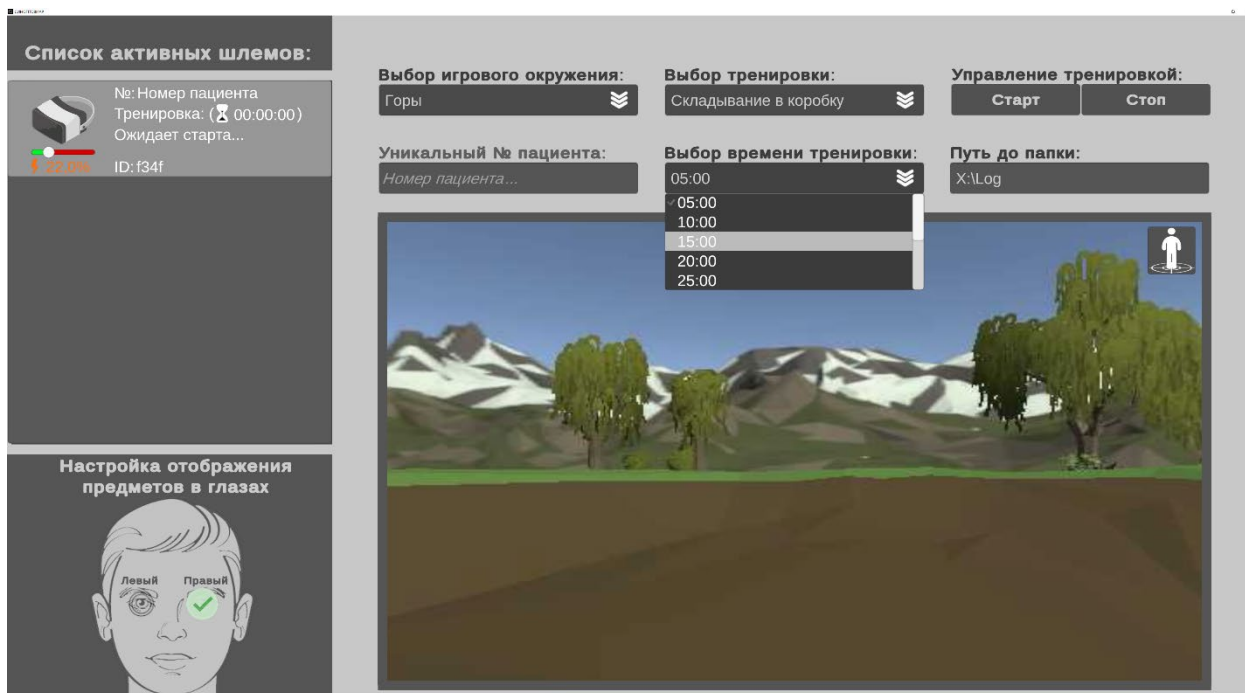 Список активных шлемов:
№: Номер пациента
Тренировка: (00:00:00)
Ожидает старта...
22.0%
ID: f34f
Настройка отображения
предметов в глазах
Левый
Правый
Выбор игрового окружения:
Горы
Выбор тренировки:
Складывание в коробку
Управление тренировкой:
Старт
Стоп
Уникальный № пациента:
Номер пациента...
Выбор времени тренировки:
05:00
05:00
10:00
15:00
20:00
25:00
Путь до папки:
X:\Log